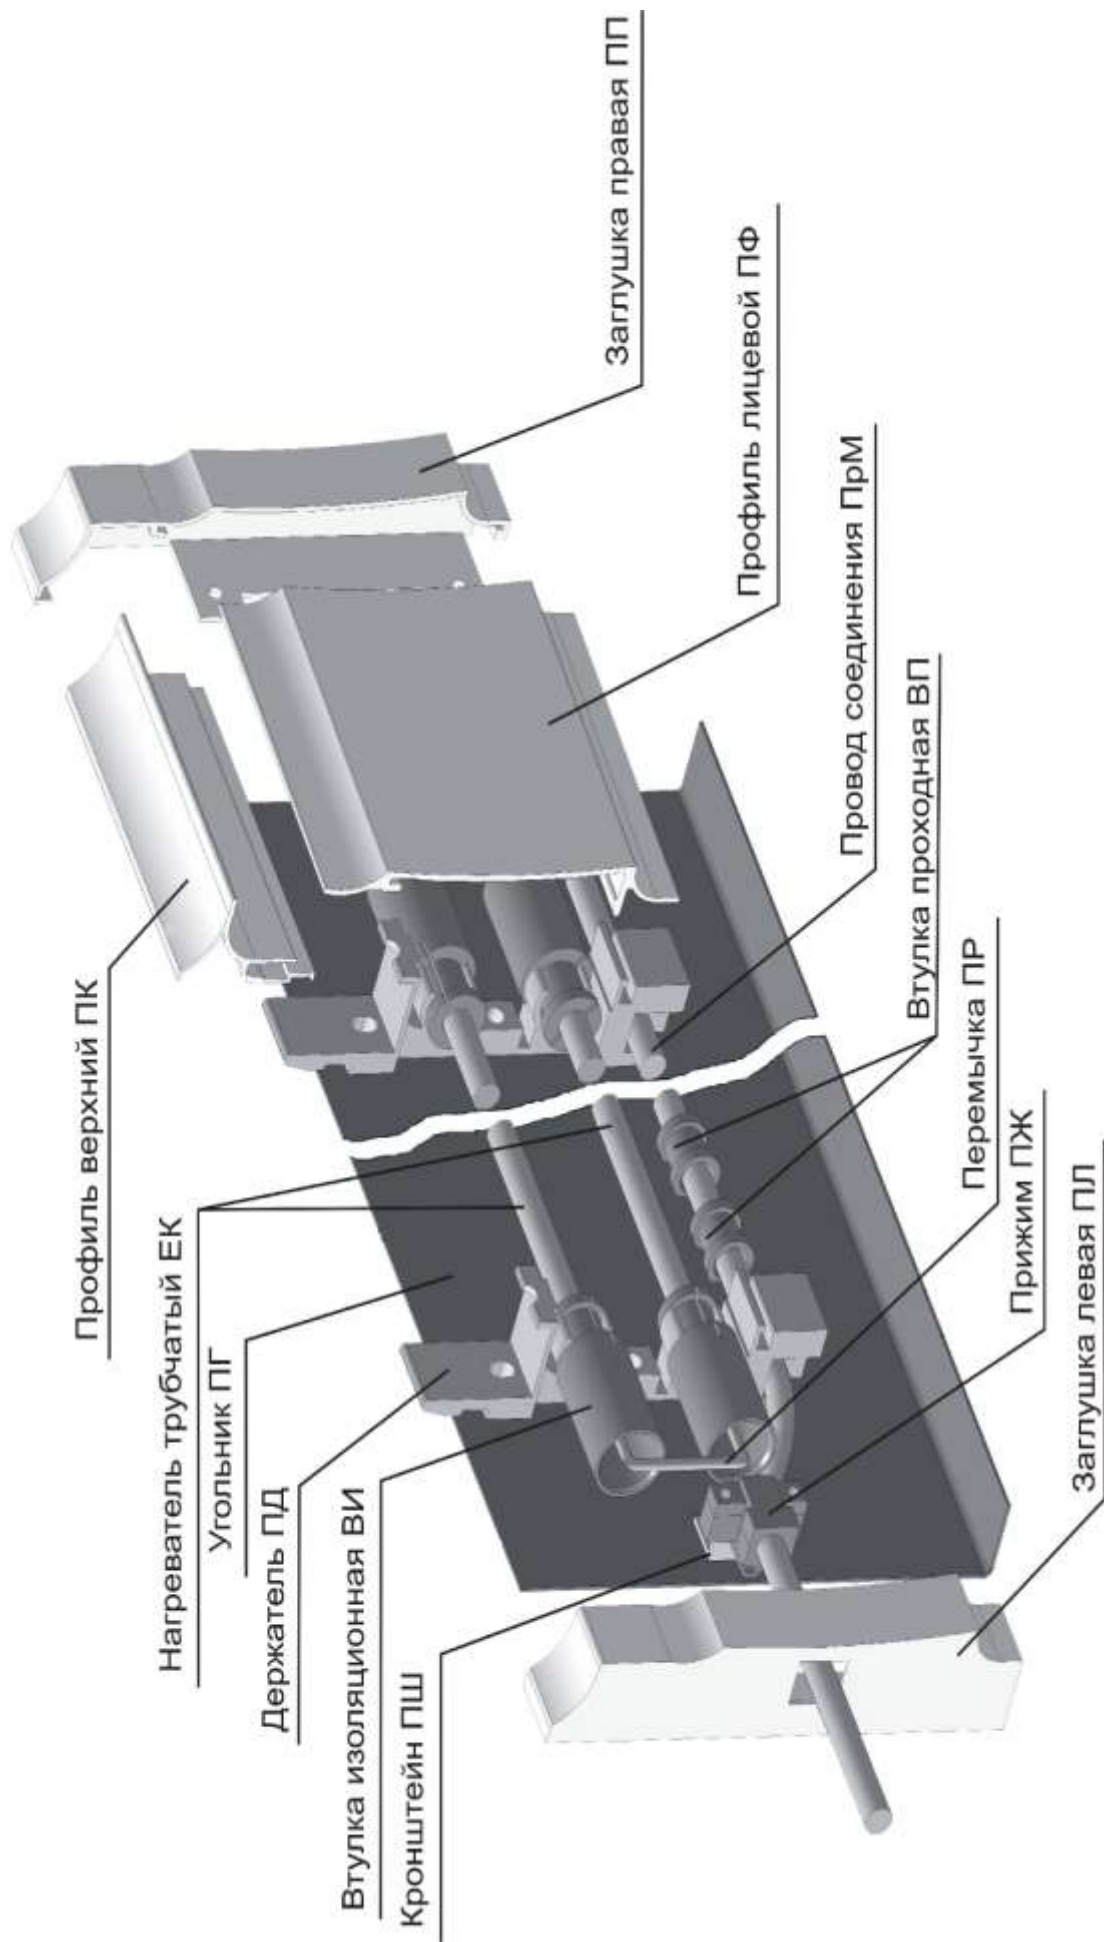 Профиль верхний ПК
Нагреватель трубчатый ЕК
Угольник ПГ
Держатель ПД
Втулка изоляционная ВИ
Кронштейн ПШ
Заглушка правая ПП
Профиль лицевой ПФ
Провод соединения ПрМ
Втулка проходная ВП
Перемычка ПР
Прижим ПЖ
Заглушка левая ПЛ